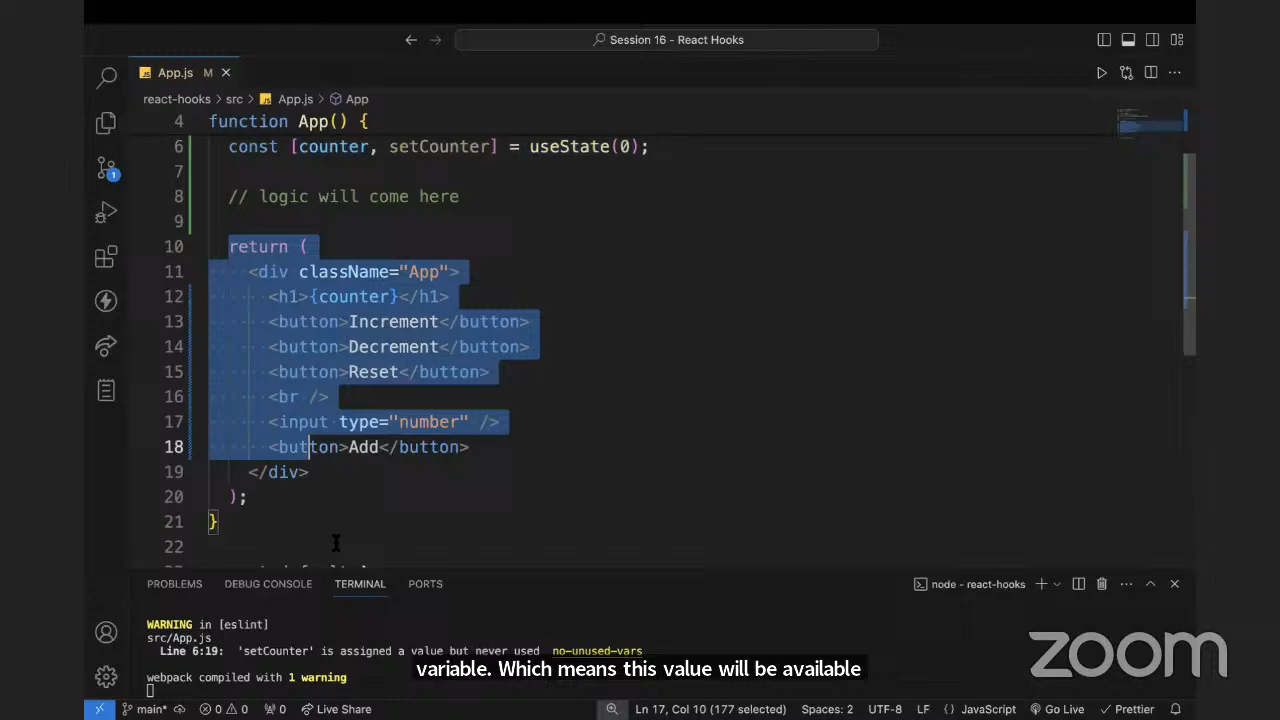 Session 16 - React Hooks
App.js M
react-hooks > src > App.js > App
4 function App() {
6 const [counter, setCounter] = useState(0);
7
8 // logic will come here
9
10 return (
11 <div className="App">
12 <h1>{counter}</h1>
13 <button>Increment</button>
14 <button>Decrement</button>
15 <button>Reset</button>
16 <br />
17 <input type="number" />
18 <button>Add</button>
19 </div>
20 );
21 }
22
PROBLEMS DEBUG CONSOLE TERMINAL PORTS node - react-hooks
WARNING in [eslint]
src/App.js
Line 6:19: 'setCounter' is assigned a value but never used no-unused-vars
webpack compiled with 1 warning
variable. Which means this value will be available
zoom
1
main* 0 0 0 Live Share Ln 17, Col 10 (177 selected) Spaces: 2 UTF-8 LF {} JavaScript Go Live Prettier